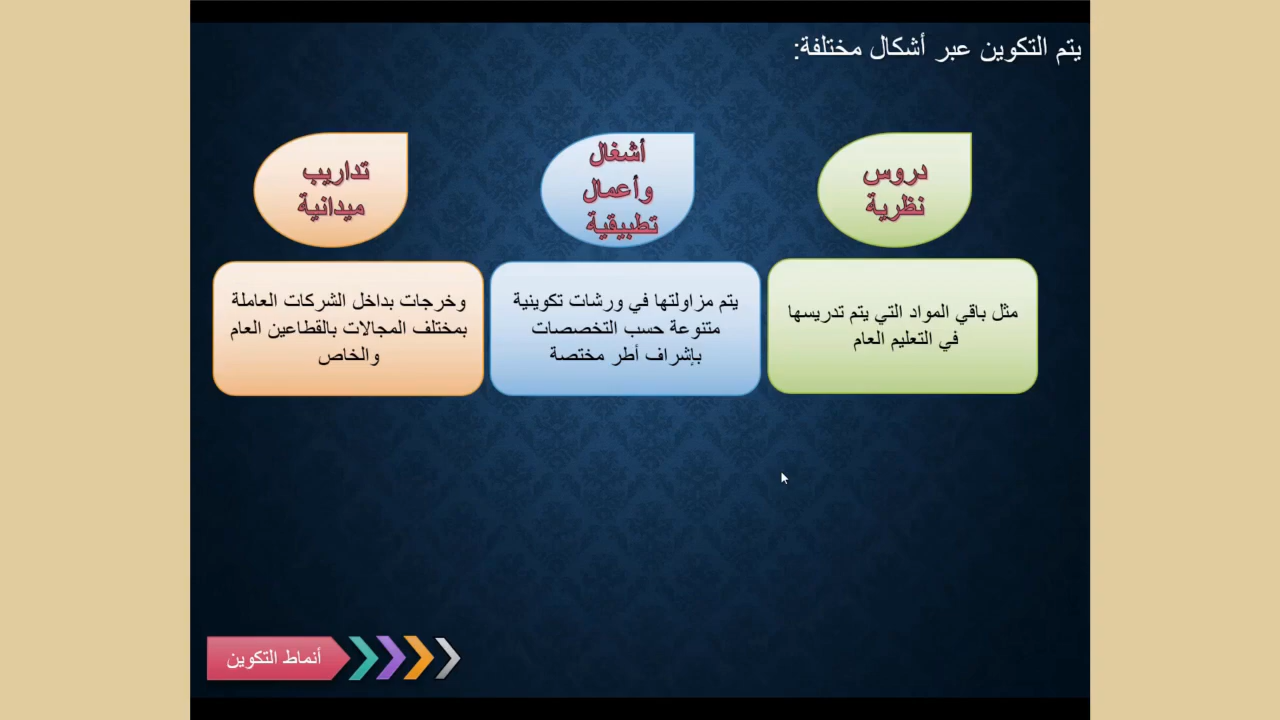 يتم التكوين عبر أشكال مختلفة:
دروس
نظرية
مثل باقي المواد التي يتم تدريسها
في التعليم العام
أشغال
وأعمال
تطبيقية
يتم مزاولتها في ورشات تكوينية
متنوعة حسب التخصصات
بإشراف أطر مختصة
تداريب
ميدانية
وخرجات بداخل الشركات العاملة
بمختلف المجالات بالقطاعين العام
والخاص
أنماط التكوين